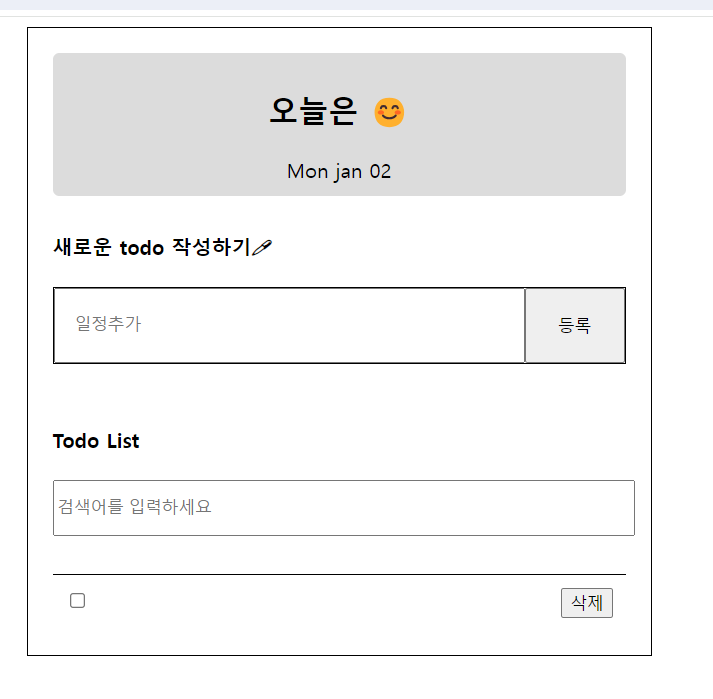 오늘은 😊
Mon jan 02
새로운 todo 작성하기🖊
일정추가
등록
Todo List
검색어를 입력하세요
삭제